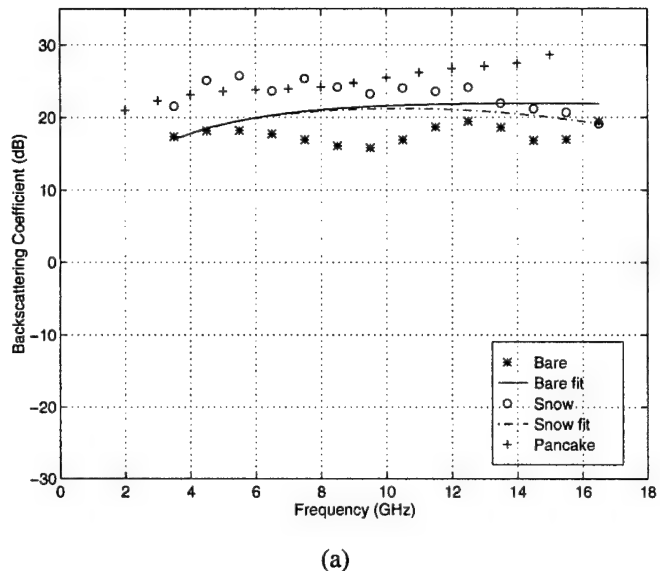 30
20
10
0
−10
−20
−30
0 2 4 6 8 10 12 14 16 18
Backscattering Coefficient (dB)
Frequency (GHz)
Bare
Bare fit
Snow
Snow fit
Pancake
(a)